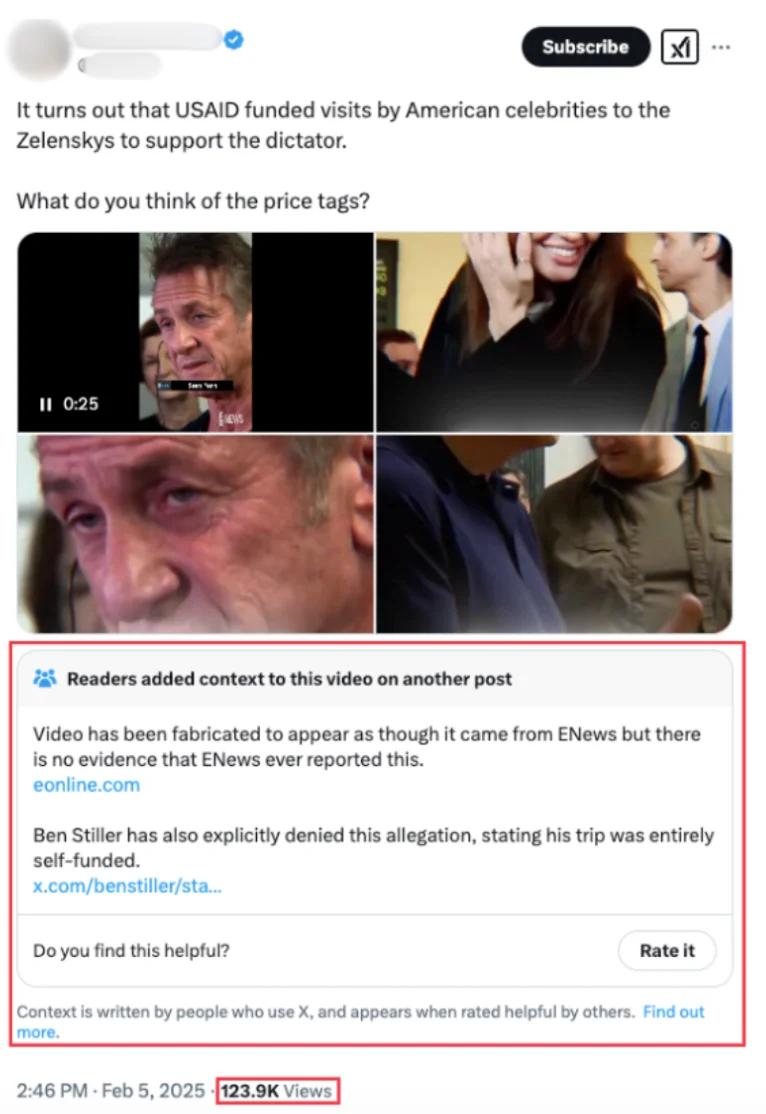 Subscribe
It turns out that USAID funded visits by American celebrities to the
Zelenskys to support the dictator.
What do you think of the price tags?
0:25
E NEWS
Readers added context to this video on another post
Video has been fabricated to appear as though it came from ENews but there
is no evidence that ENews ever reported this.
eonline.com
Ben Stiller has also explicitly denied this allegation, stating his trip was entirely
self-funded.
x.com/benstiller/sta...
Do you find this helpful?
Rate it
Context is written by people who use X, and appears when rated helpful by others. Find out
more.
2:46 PM · Feb 5, 2025 · 123.9K Views